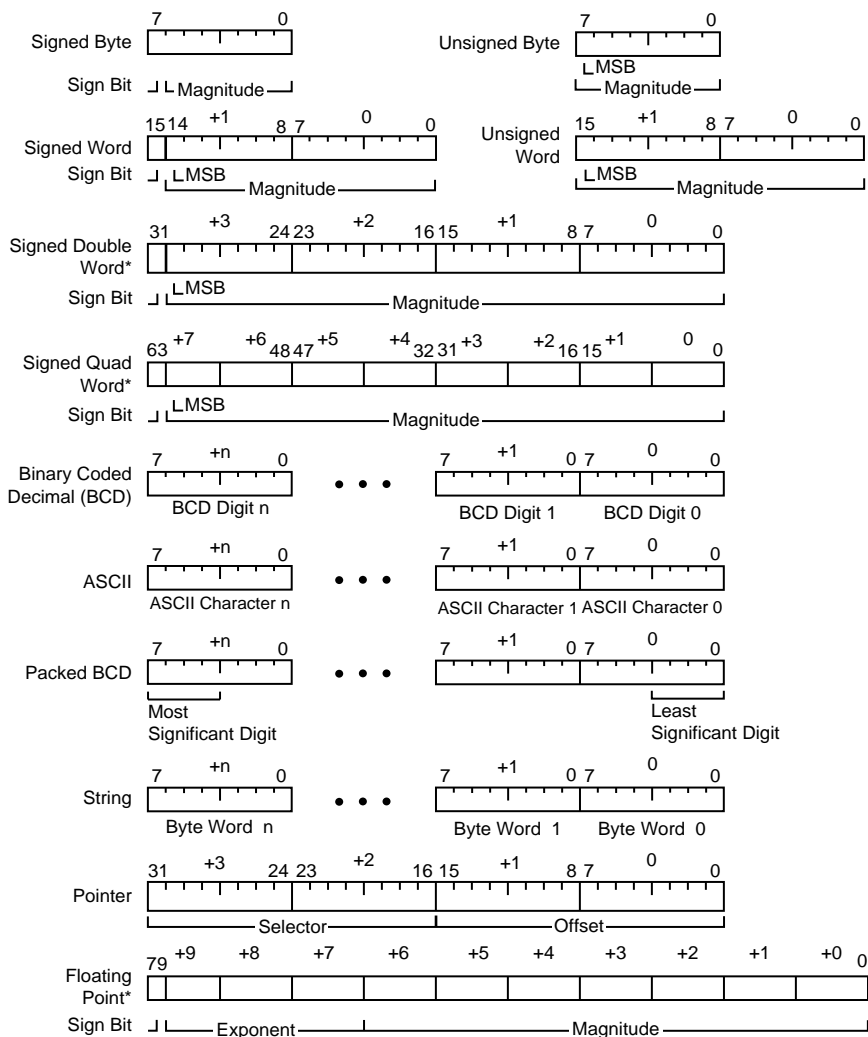 7 0
Signed Byte
Sign Bit
Magnitude
7 0
Unsigned Byte
MSB
Magnitude
15 14 +1 8 7 0 0
Signed Word
Sign Bit
MSB
Magnitude
15 +1 8 7 0 0
Unsigned
Word
MSB
Magnitude
31 +3 24 23 +2 16 15 +1 8 7 0 0
Signed Double
Word*
Sign Bit
MSB
Magnitude
63 +7 +6 48 47 +5 +4 32 31 +3 +2 16 15 +1 0 0
Signed Quad
Word*
Sign Bit
MSB
Magnitude
7 +n 0 7 +1 0 7 0 0
Binary Coded
Decimal (BCD)
BCD Digit n BCD Digit 1 BCD Digit 0
7 +n 0 7 +1 0 7 0 0
ASCII
ASCII Character n ASCII Character 1 ASCII Character 0
7 +n 0 7 +1 0 7 0 0
Packed BCD
Most
Significant Digit
Least
Significant Digit
7 +n 0 7 +1 0 7 0 0
String
Byte Word n Byte Word 1 Byte Word 0
31 +3 24 23 +2 16 15 +1 8 7 0 0
Pointer
Selector Offset
79 +9 +8 +7 +6 +5 +4 +3 +2 +1 +0 0
Floating
Point*
Sign Bit
Exponent Magnitude